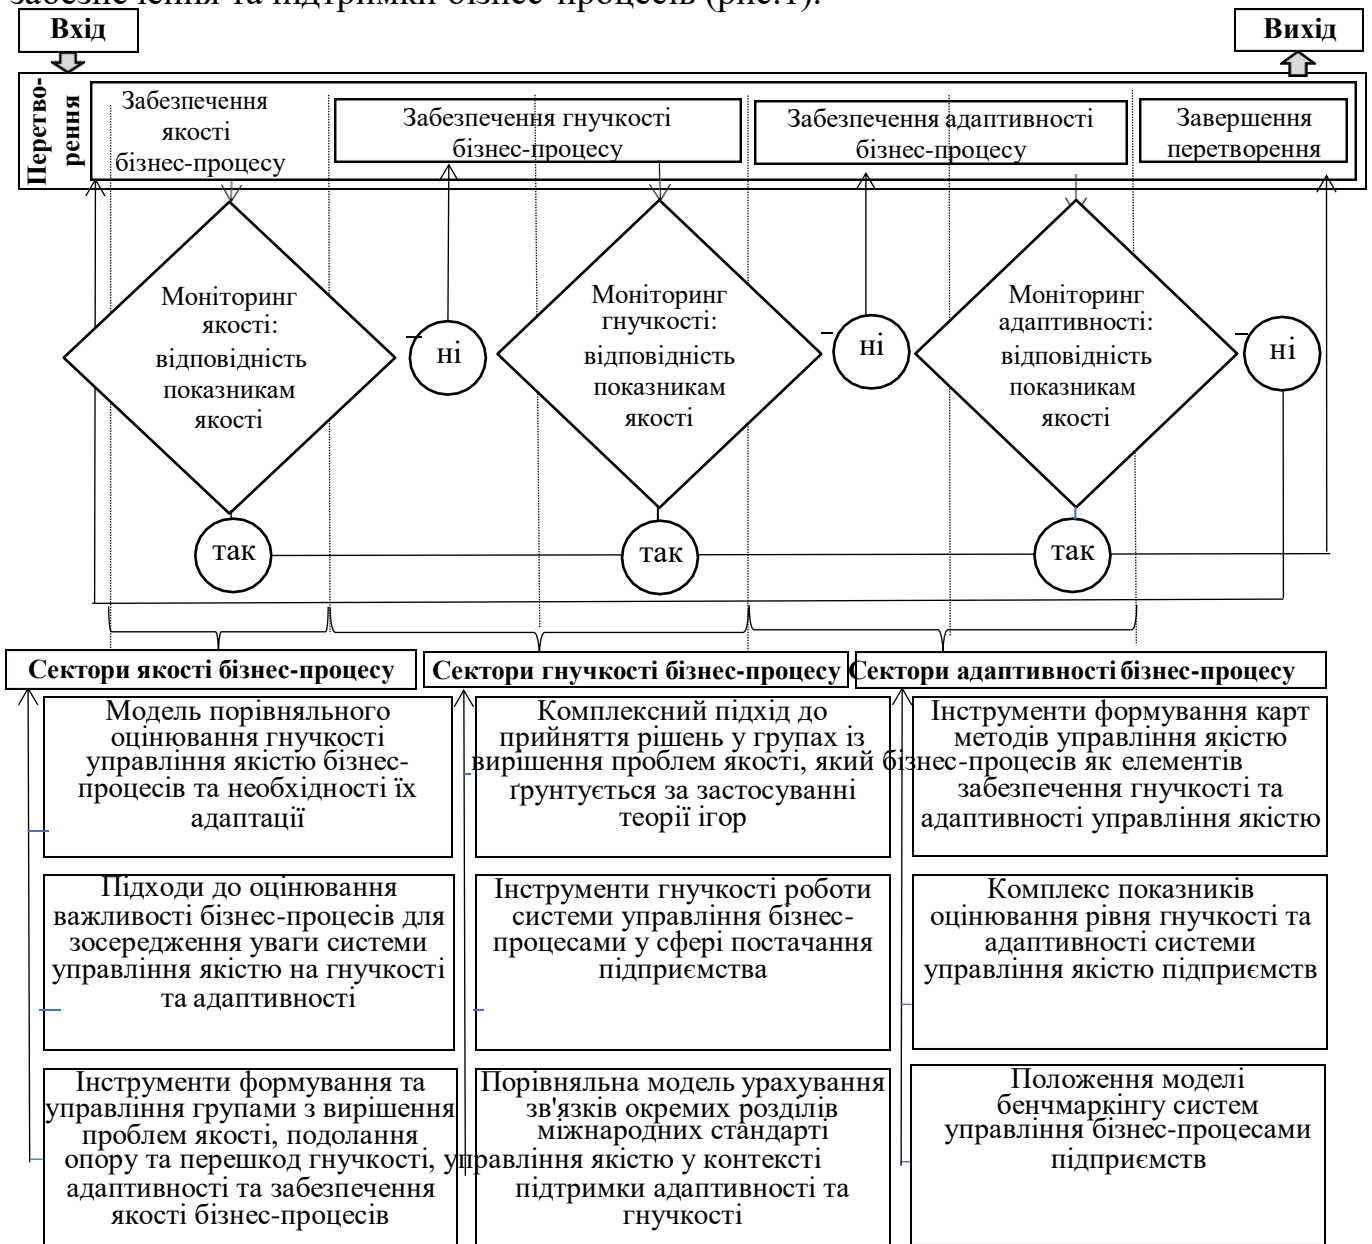 забезпечення та підтримки бізнес-процесів (рис.1).
Вхід
Вихід
Перетво-
рення
Забезпечення
якості
бізнес-процесу
Забезпечення гнучкості
бізнес-процесу
Забезпечення адаптивності
бізнес-процесу
Завершення
перетворення
Моніторинг
якості:
відповідність
показникам
якості
ні
Моніторинг
гнучкості:
відповідність
показникам
якості
ні
Моніторинг
адаптивності:
відповідність
показникам
якості
ні
так
так
так
Сектори якості бізнес-процесу
Сектори гнучкості бізнес-процесу
Сектори адаптивності бізнес-процесу
Модель порівняльного
оцінювання гнучкості
управління якістю бізнес-
процесів та необхідності їх
адаптації
Комплексний підхід до
прийняття рішень у групах із
вирішення проблем якості, який
ґрунтується за застосуванні
теорії ігор
Інструменти формування карт
методів управління якістю
бізнес-процесів як елементів
забезпечення гнучкості та
адаптивності управління якістю
Підходи до оцінювання
важливості бізнес-процесів для
зосередження уваги системи
управління якістю на гнучкості
та адаптивності
Інструменти гнучкості роботи
системи управління бізнес-
процесами у сфері постачання
підприємства
Комплекс показників
оцінювання рівня гнучкості та
адаптивності системи
управління якістю підприємств
Інструменти формування та
управління групами з вирішення
проблем якості, подолання
опору та перешкод гнучкості,
адаптивності та забезпечення
якості бізнес-процесів
Порівняльна модель урахування
зв'язків окремих розділів
міжнародних стандарті
управління якістю у контексті
підтримки адаптивності та
гнучкості
Положення моделі
бенчмаркінгу систем
управління бізнес-процесами
підприємств